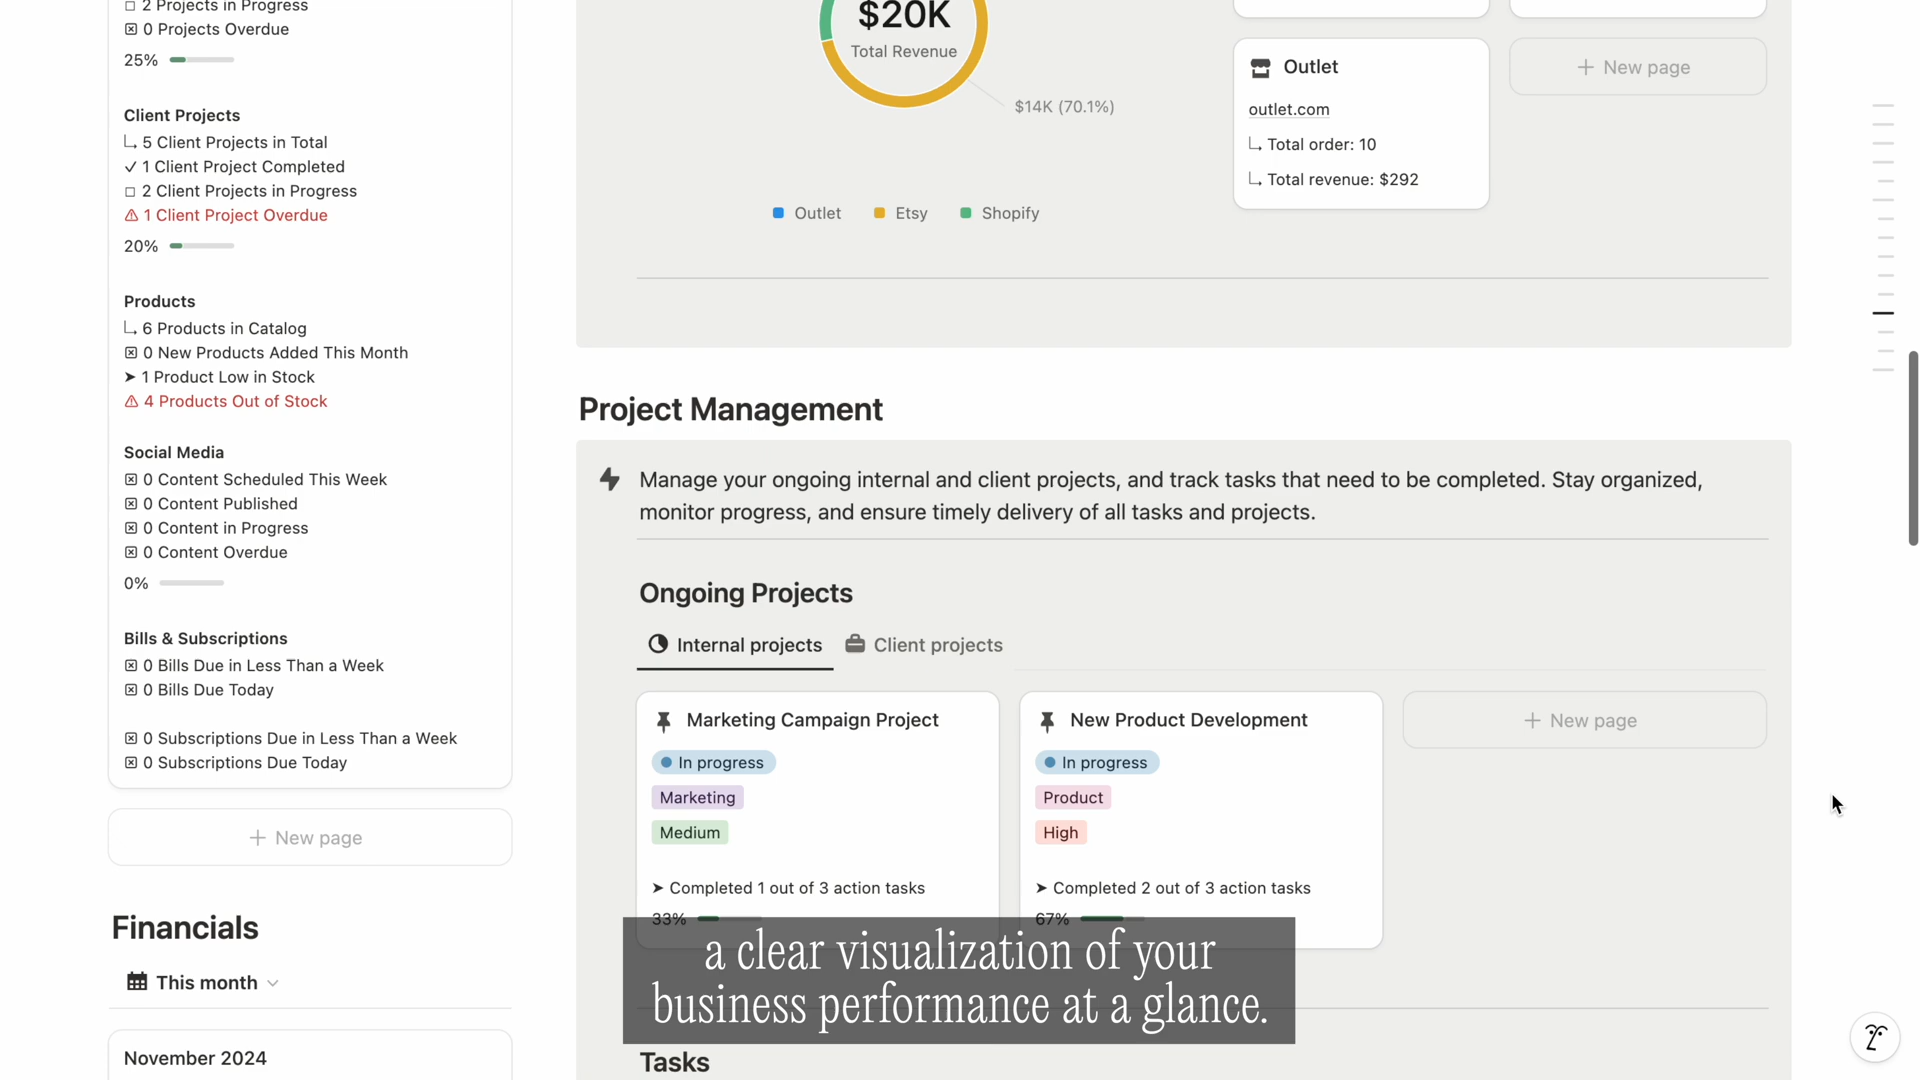 2 Projects in Progress
0 Projects Overdue
25%
Client Projects
5 Client Projects in Total
✓ 1 Client Project Completed
2 Client Projects in Progress
⚠ 1 Client Project Overdue
20%
Products
6 Products in Catalog
0 New Products Added This Month
➤ 1 Product Low in Stock
⚠ 4 Products Out of Stock
Social Media
0 Content Scheduled This Week
0 Content Published
0 Content in Progress
0 Content Overdue
0%
Bills & Subscriptions
0 Bills Due in Less Than a Week
0 Bills Due Today
0 Subscriptions Due in Less Than a Week
0 Subscriptions Due Today
+ New page
Financials
This month
November 2024
$20K
Total Revenue
$14K (70.1%)
Outlet Etsy Shopify
Outlet
outlet.com
Total order: 10
Total revenue: $292
+ New page
Project Management
Manage your ongoing internal and client projects, and track tasks that need to be completed. Stay organized,
monitor progress, and ensure timely delivery of all tasks and projects.
Ongoing Projects
Internal projects Client projects
Marketing Campaign Project
In progress
Marketing
Medium
➤ Completed 1 out of 3 action tasks
33%
New Product Development
In progress
Product
High
➤ Completed 2 out of 3 action tasks
67%
+ New page
a clear visualization of your
business performance at a glance.
Tasks